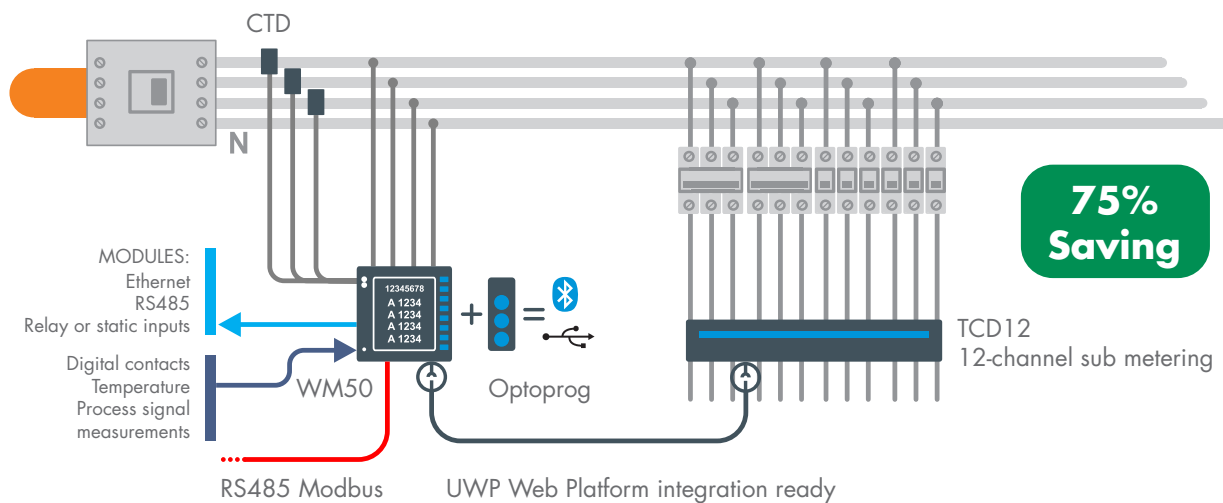 CTD
N
75%
Saving
MODULES:
Ethernet
RS485
Relay or static inputs
12345678
A 1234
A 1234
A 1234
A 1234
+
=
TCD12
12-channel sub metering
Digital contacts
Temperature
Process signal
measurements
WM50
Optoprog
RS485 Modbus
UWP Web Platform integration ready